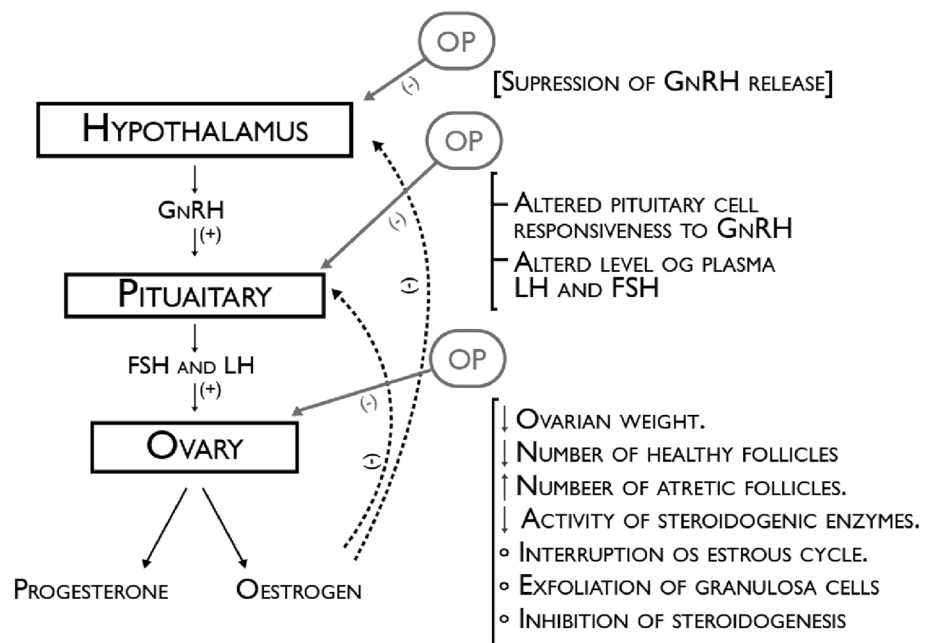 OP
(-)
[SUPRESSION OF GNRH RELEASE]
HYPOTHALAMUS
OP
GNRH
(+)
(-)
ALTERED PITUITARY CELL
RESPONSIVENESS TO GNRH
ALTERD LEVEL OG PLASMA
LH AND FSH
PITUAITARY
(-)
FSH AND LH
(+)
OP
(-)
OVARY
(-)
↓ OVARIAN WEIGHT.
↓ NUMBER OF HEALTHY FOLLICLES
↑ NUMBEER OF ATRETIC FOLLICLES.
↓ ACTIVITY OF STEROIDOGENIC ENZYMES.
° INTERRUPTION OS ESTROUS CYCLE.
° EXFOLIATION OF GRANULOSA CELLS
° INHIBITION OF STEROIDOGENESIS
PROGESTERONE
OESTROGEN